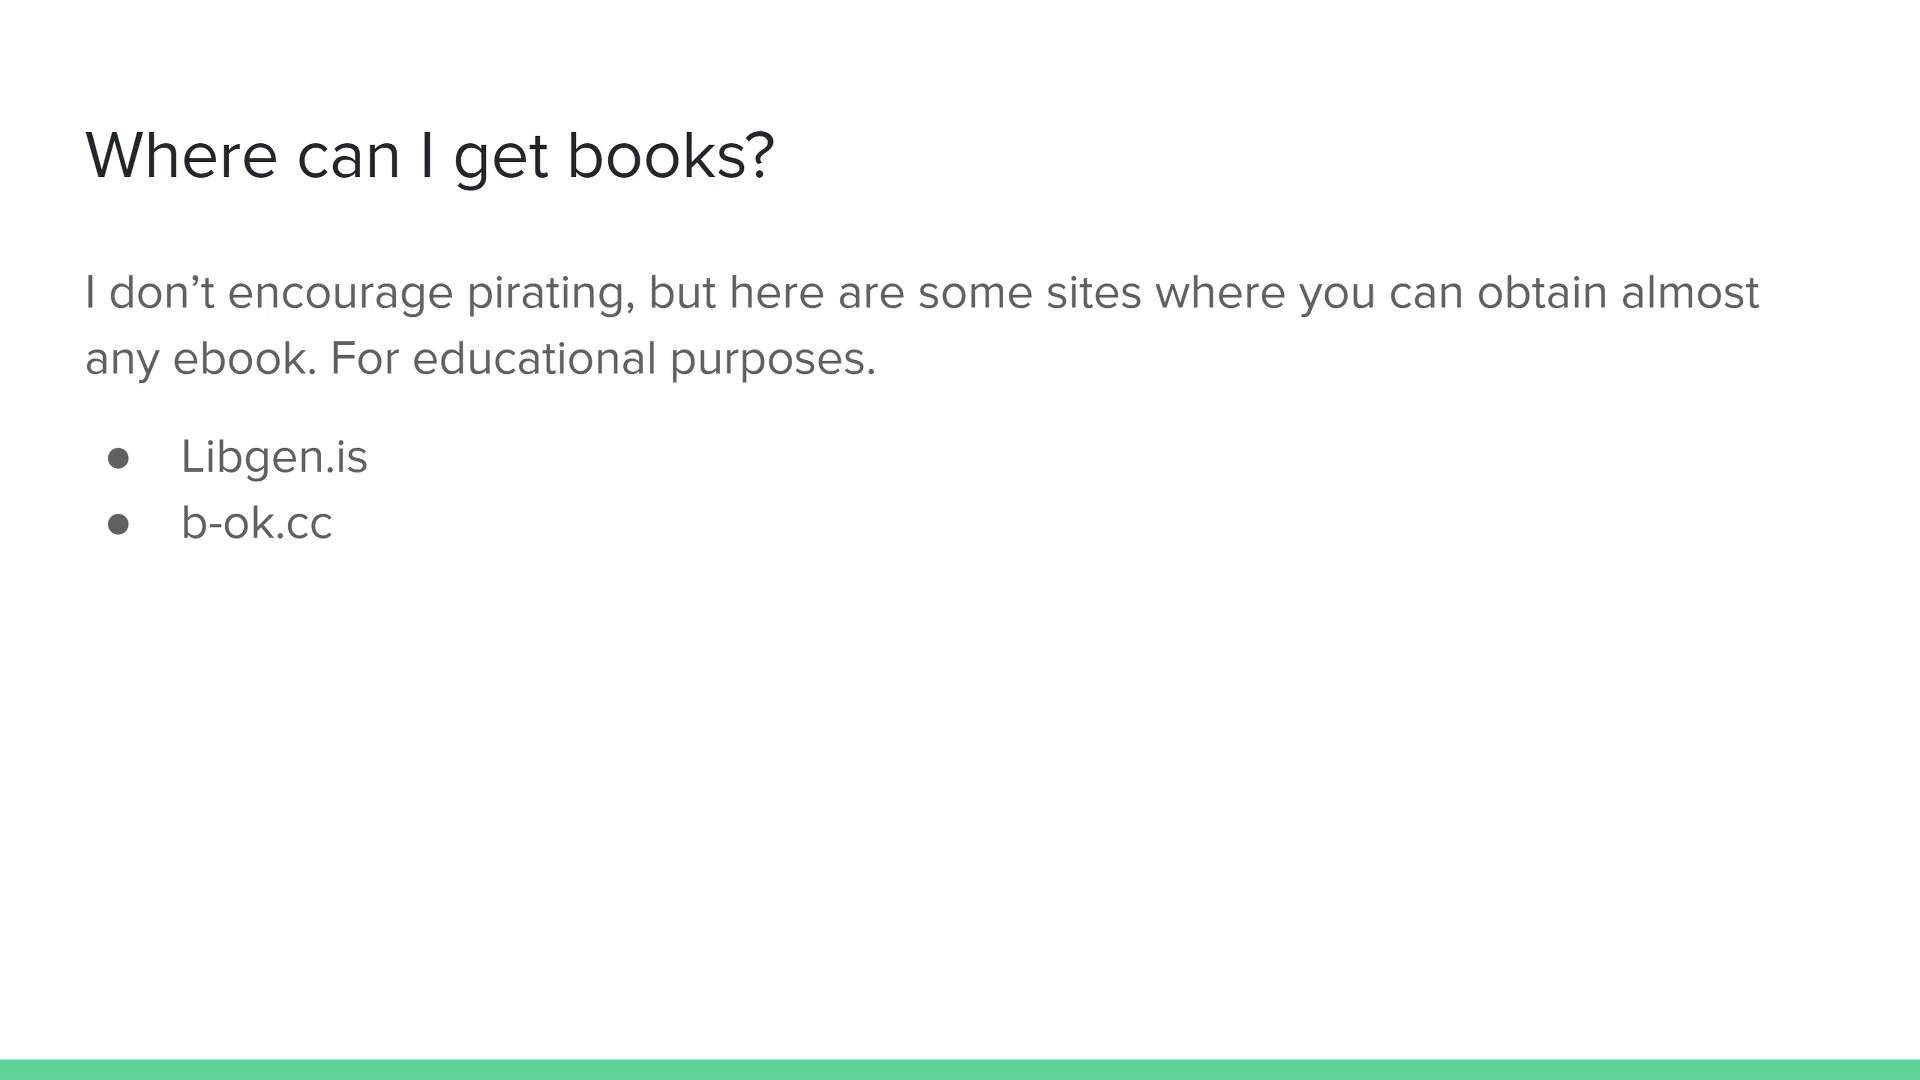 Where can I get books?
I don’t encourage pirating, but here are some sites where you can obtain almost
any ebook. For educational purposes.
● Libgen.is
● b-ok.cc